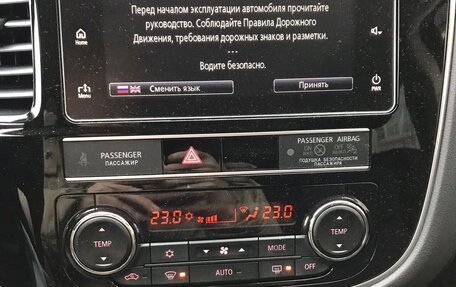 Перед началом эксплуатации автомобиля прочитайте
руководство. Соблюдайте Правила Дорожного
Движения, требования дорожных знаков и разметки.
---
Водите безопасно.
Home
Menu
PWR
Сменить язык
Принять
PASSENGER
ПАССАЖИР
PASSENGER AIRBAG
ПОДУШКА БЕЗОПАСНОСТИ
ПАССАЖИРА
23.0
23.0
TEMP
TEMP
MODE
AUTO
OFF